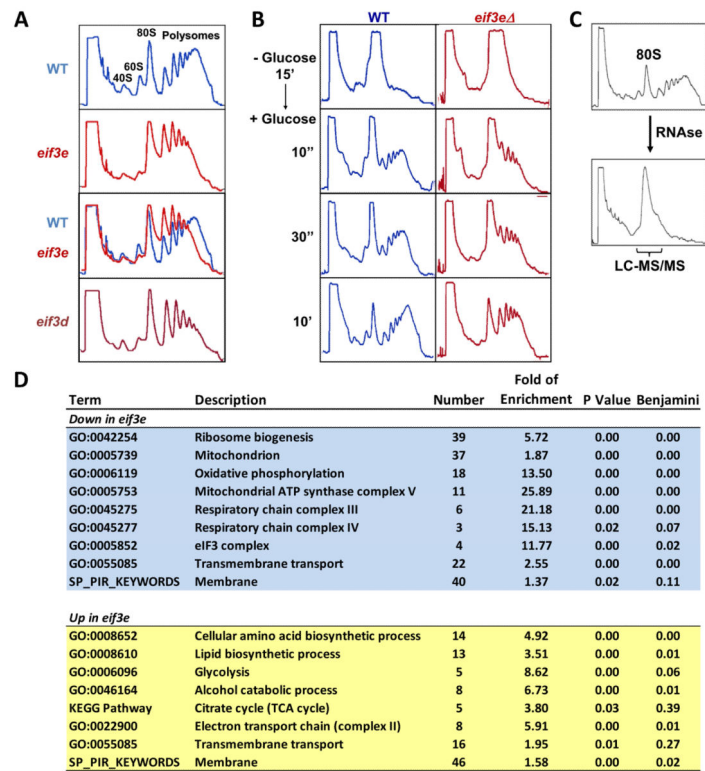 A
WT
40S
60S
80S
Polysomes
eif3e
WT
eif3e
eif3d
B
WT
eif3eΔ
- Glucose
15'
+ Glucose
10"
30"
10'
C
80S
RNAse
LC-MS/MS
D
Term Description Number Fold of Enrichment P Value Benjamini
Down in eif3e
GO:0042254 Ribosome biogenesis 39 5.72 0.00 0.00
GO:0005739 Mitochondrion 37 1.87 0.00 0.00
GO:0006119 Oxidative phosphorylation 18 13.50 0.00 0.00
GO:0005753 Mitochondrial ATP synthase complex V 11 25.89 0.00 0.00
GO:0045275 Respiratory chain complex III 6 21.18 0.00 0.00
GO:0045277 Respiratory chain complex IV 3 15.13 0.02 0.07
GO:0005852 eIF3 complex 4 11.77 0.00 0.02
GO:0055085 Transmembrane transport 22 2.55 0.00 0.00
SP_PIR_KEYWORDS Membrane 40 1.37 0.02 0.11
Up in eif3e
GO:0008652 Cellular amino acid biosynthetic process 14 4.92 0.00 0.00
GO:0008610 Lipid biosynthetic process 13 3.51 0.00 0.01
GO:0006096 Glycolysis 5 8.62 0.00 0.06
GO:0046164 Alcohol catabolic process 8 6.73 0.00 0.01
KEGG Pathway Citrate cycle (TCA cycle) 5 3.80 0.03 0.39
GO:0022900 Electron transport chain (complex II) 8 5.91 0.00 0.01
GO:0055085 Transmembrane transport 16 1.95 0.01 0.27
SP_PIR_KEYWORDS Membrane 46 1.58 0.00 0.02